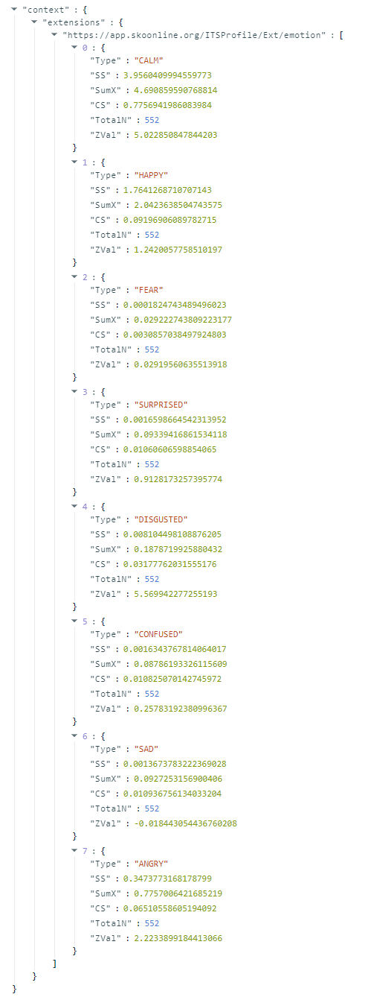 "context" : {
"extensions" : {
"https://app.skoonline.org/ITSProfile/Ext/emotion" : [
0 : {
"Type" : "CALM"
"SS" : 3.9560409994559773
"SumX" : 4.690859590768814
"CS" : 0.7756941986083984
"TotalN" : 552
"ZVal" : 5.022850847844203
}
1 : {
"Type" : "HAPPY"
"SS" : 1.7641268710707143
"SumX" : 2.0423638504743575
"CS" : 0.09196906089782715
"TotalN" : 552
"ZVal" : 1.2420057758510197
}
2 : {
"Type" : "FEAR"
"SS" : 0.0001824743489496023
"SumX" : 0.029222743809223177
"CS" : 0.0030857038497924803
"TotalN" : 552
"ZVal" : 0.02919560635513918
}
3 : {
"Type" : "SURPRISED"
"SS" : 0.0016598664542313952
"SumX" : 0.09339416861534118
"CS" : 0.01060606598854065
"TotalN" : 552
"ZVal" : 0.9128173257395774
}
4 : {
"Type" : "DISGUSTED"
"SS" : 0.008104498108876205
"SumX" : 0.1878719925880432
"CS" : 0.03177762031555176
"TotalN" : 552
"ZVal" : 5.569942277255193
}
5 : {
"Type" : "CONFUSED"
"SS" : 0.0016343767814064017
"SumX" : 0.08786193326115609
"CS" : 0.010825070142745972
"TotalN" : 552
"ZVal" : 0.25783192380996367
}
6 : {
"Type" : "SAD"
"SS" : 0.0013673783222369028
"SumX" : 0.0927253156900406
"CS" : 0.010936756134033204
"TotalN" : 552
"ZVal" : -0.018443054436760208
}
7 : {
"Type" : "ANGRY"
"SS" : 0.3473773168178799
"SumX" : 0.7757006421685219
"CS" : 0.06510558605194092
"TotalN" : 552
"ZVal" : 2.2233899184413066
}
]
}
}